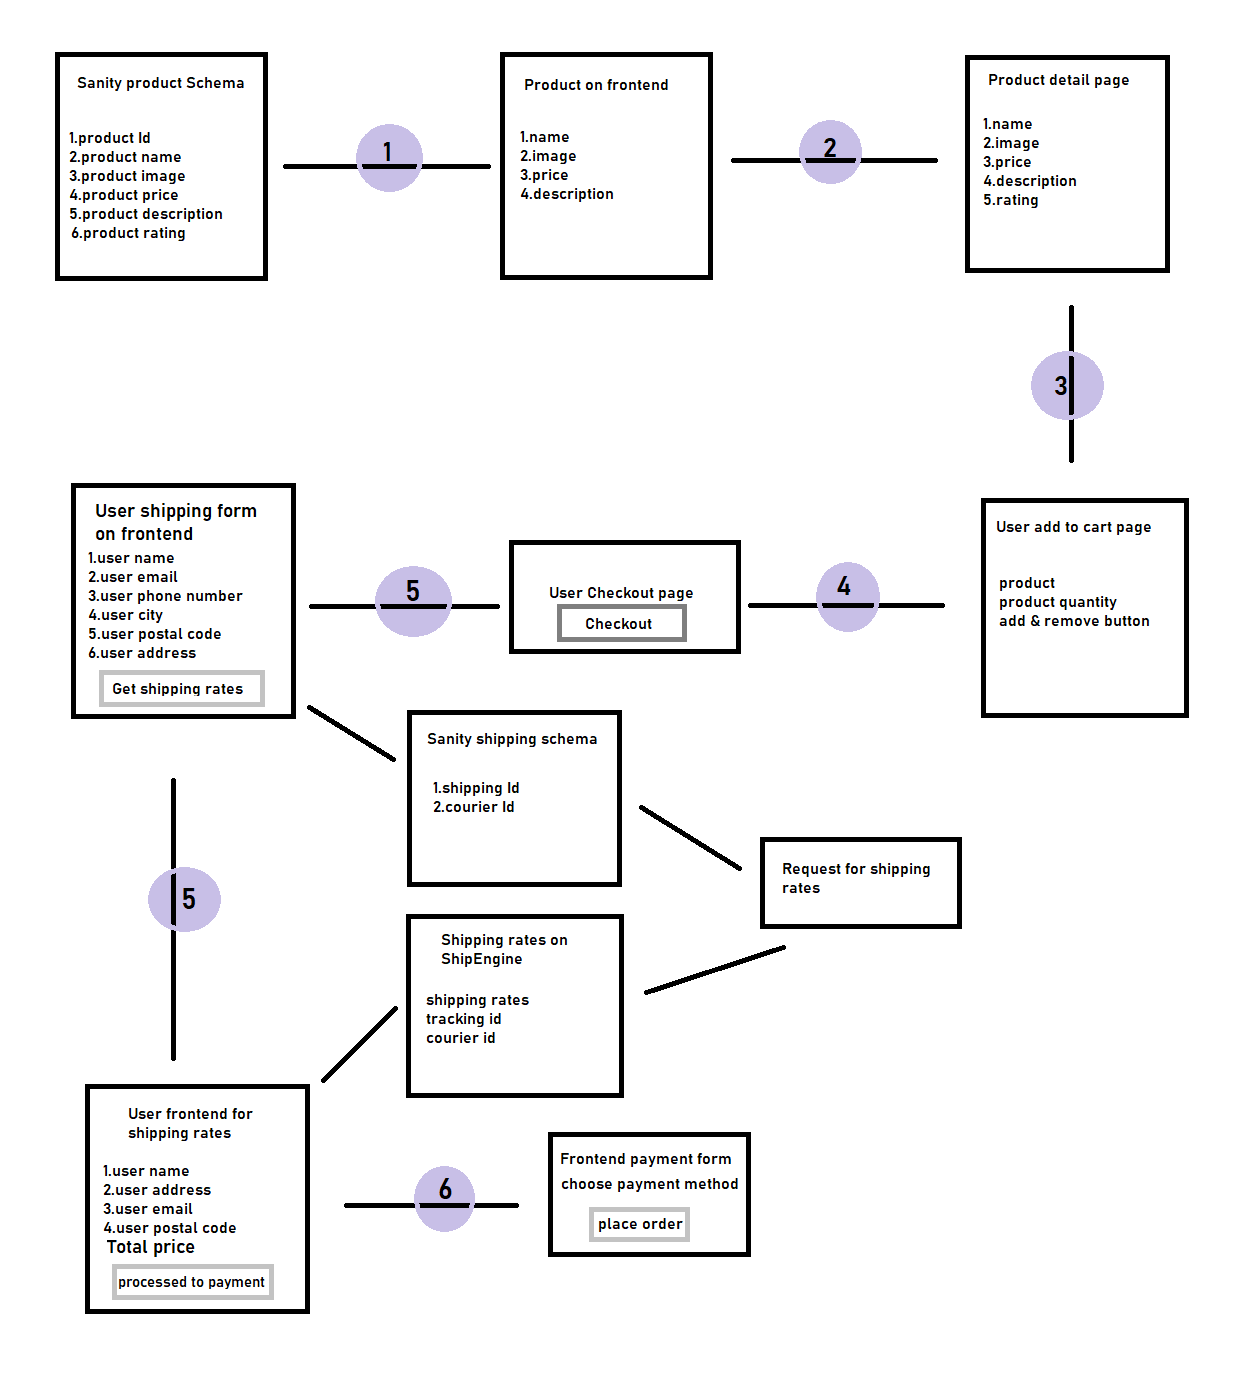 Sanity product Schema
1.product Id
2.product name
3.product image
4.product price
5.product description
6.product rating
1
Product on frontend
1.name
2.image
3.price
4.description
2
Product detail page
1.name
2.image
3.price
4.description
5.rating
3
User shipping form
on frontend
1.user name
2.user email
3.user phone number
4.user city
5.user postal code
6.user address
Get shipping rates
5
User Checkout page
Checkout
4
User add to cart page
product
product quantity
add & remove button
Sanity shipping schema
1.shipping Id
2.courier Id
Request for shipping
rates
5
Shipping rates on
ShipEngine
shipping rates
tracking id
courier id
User frontend for
shipping rates
1.user name
2.user address
3.user email
4.user postal code
Total price
processed to payment
6
Frontend payment form
choose payment method
place order